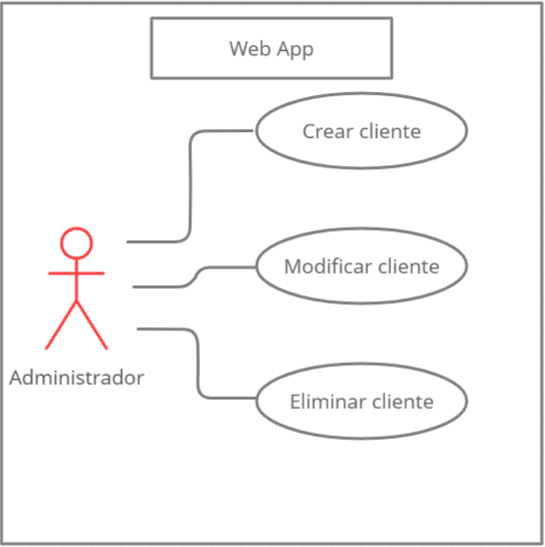 Web App
Crear cliente
Modificar cliente
Administrador
Eliminar cliente